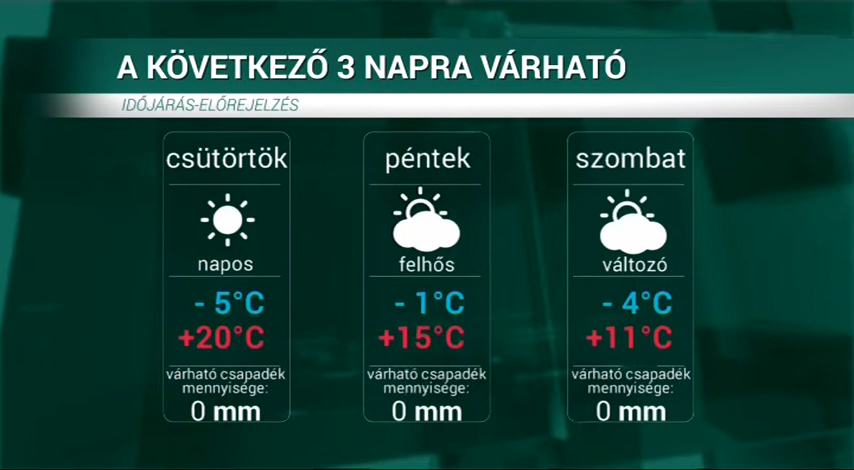 A KÖVETKEZŐ 3 NAPRA VÁRHATÓ
IDŐJÁRÁS-ELŐREJELZÉS
csütörtök
napos
- 5°C
+20°C
várható csapadék
mennyisége:
0 mm
péntek
felhős
- 1°C
+15°C
várható csapadék
mennyisége:
0 mm
szombat
változó
- 4°C
+11°C
várható csapadék
mennyisége:
0 mm